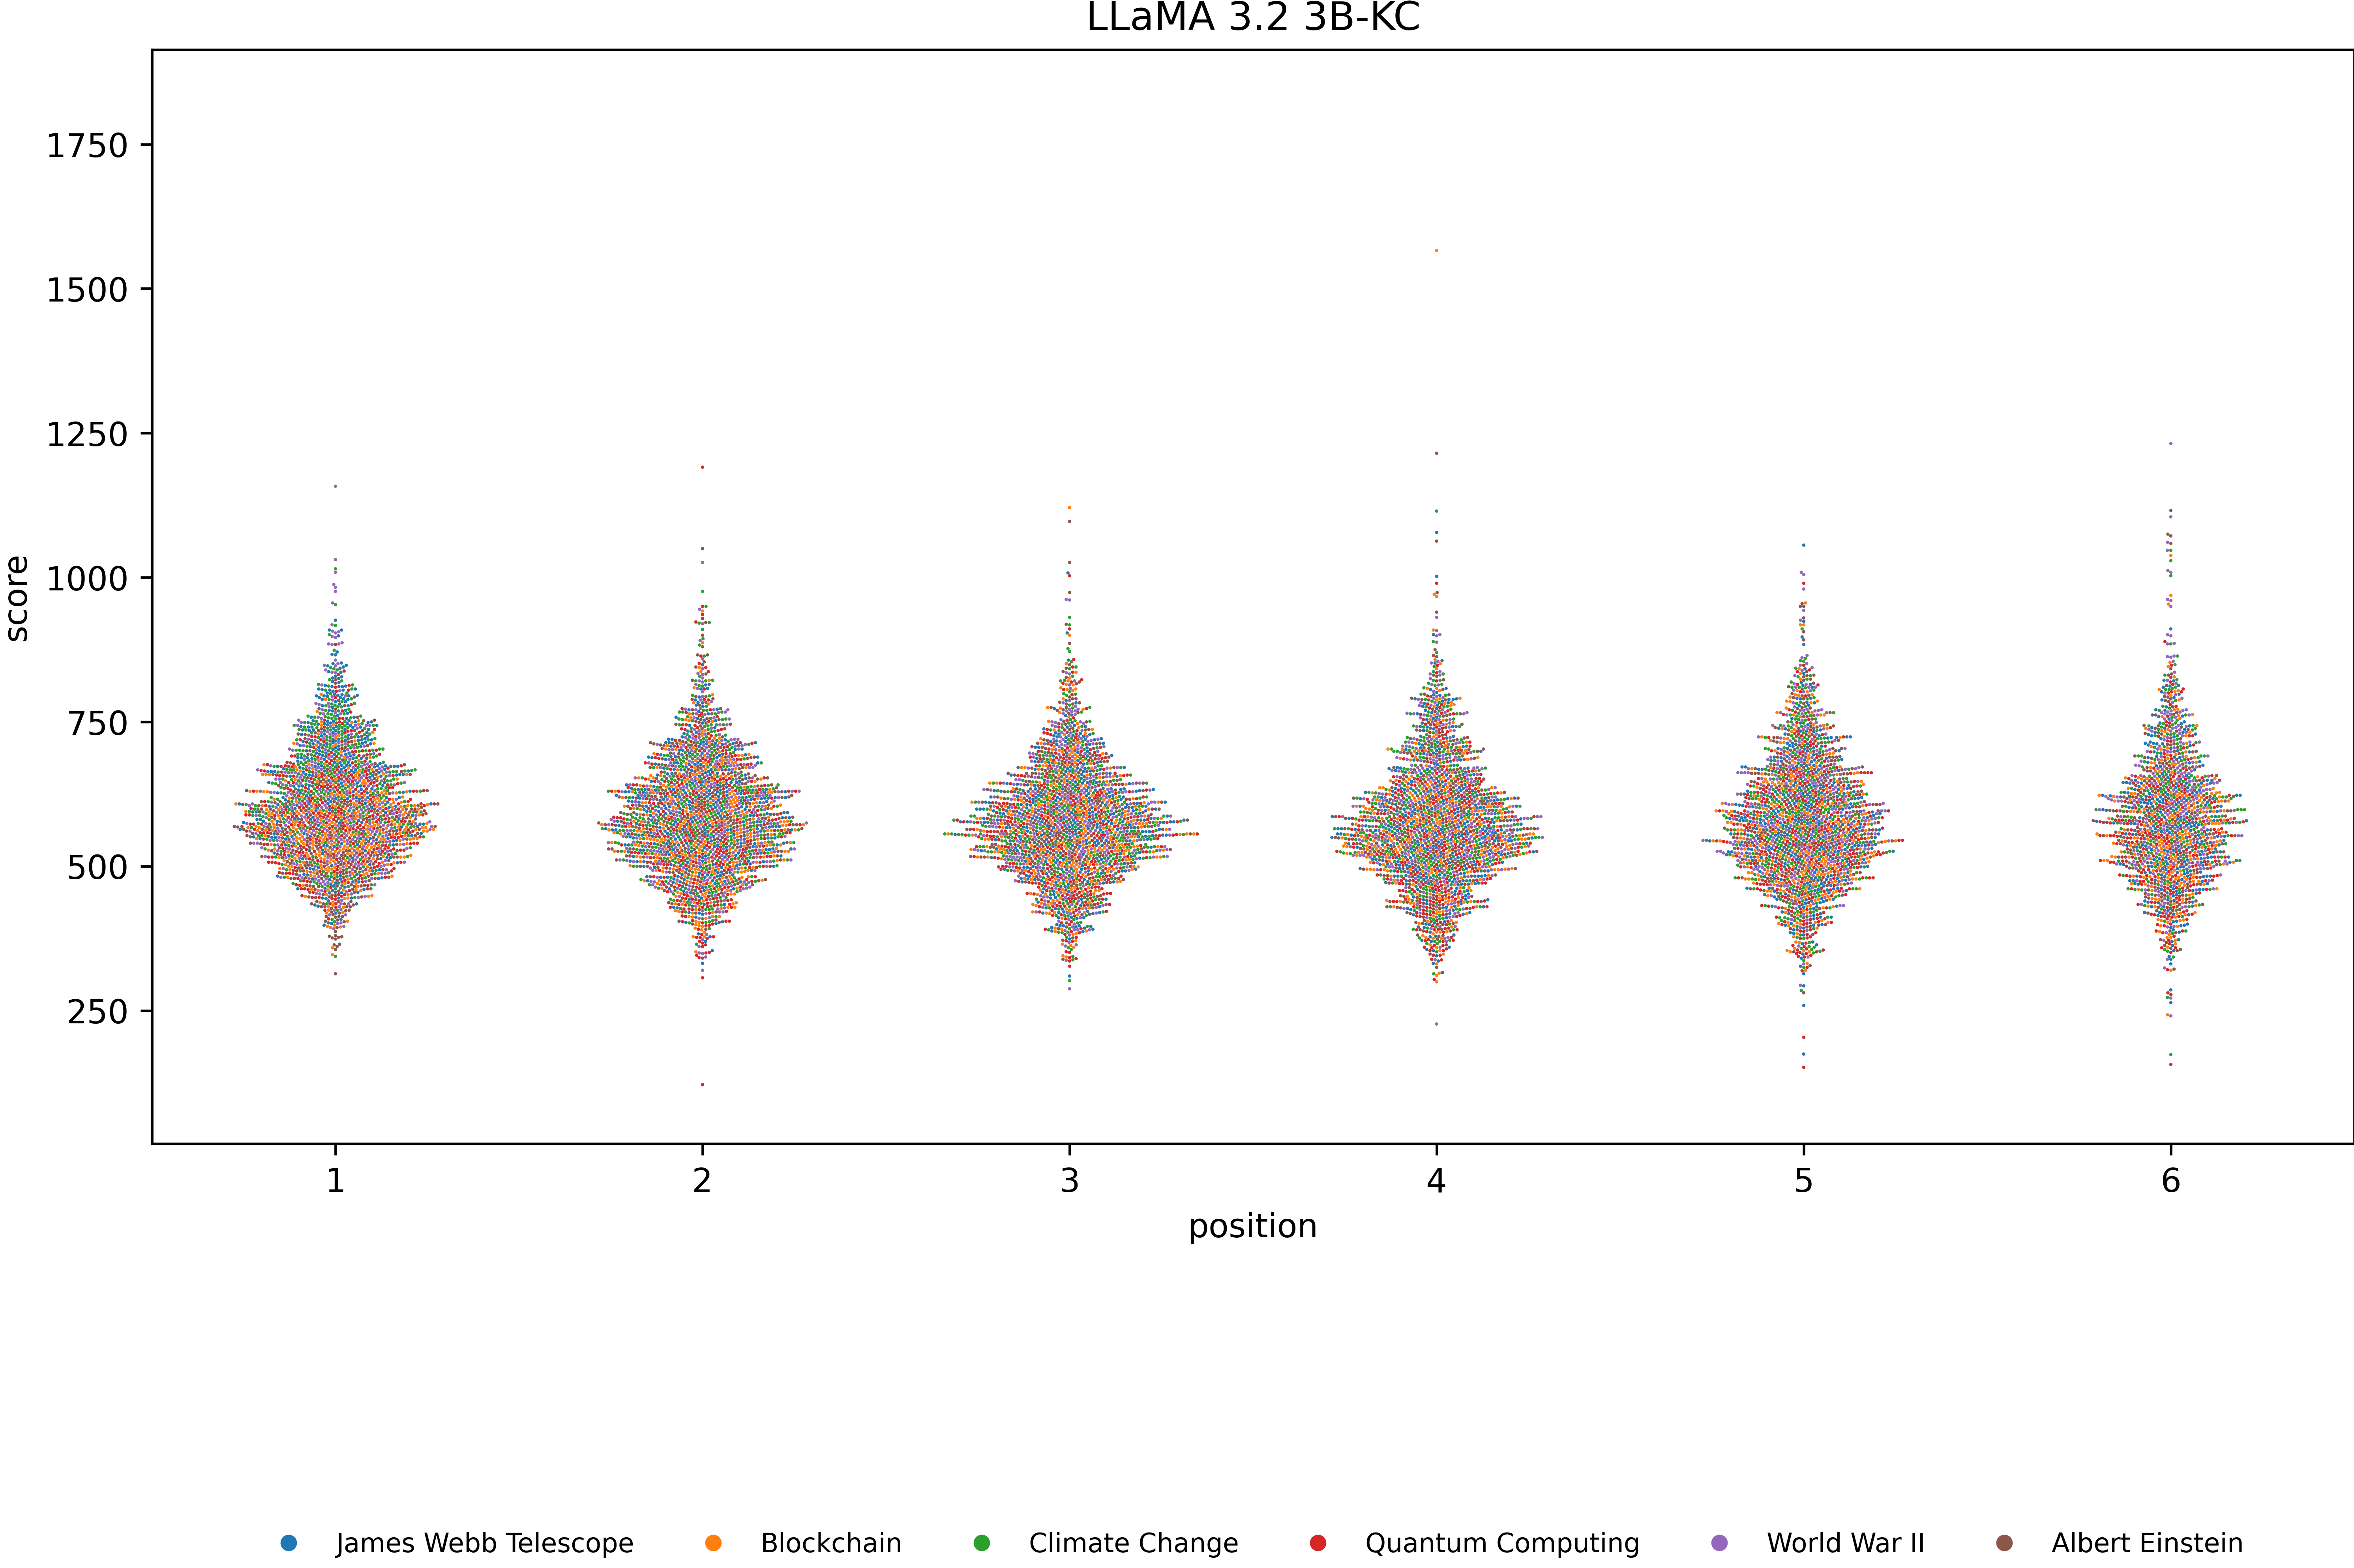 LLaMA 3.2 3B-KC
score
1750
1500
1250
1000
750
500
250
1 2 3 4 5 6
position
James Webb Telescope Blockchain Climate Change Quantum Computing World War II Albert Einstein